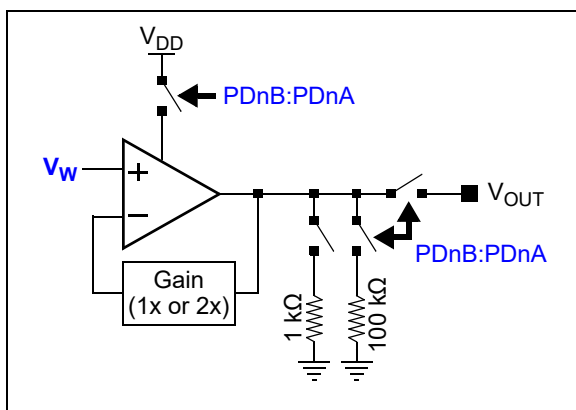 VDD
PDnB:PDnA
VW
+
VOUT
–
PDnB:PDnA
Gain
(1x or 2x)
1 kΩ
100 kΩ